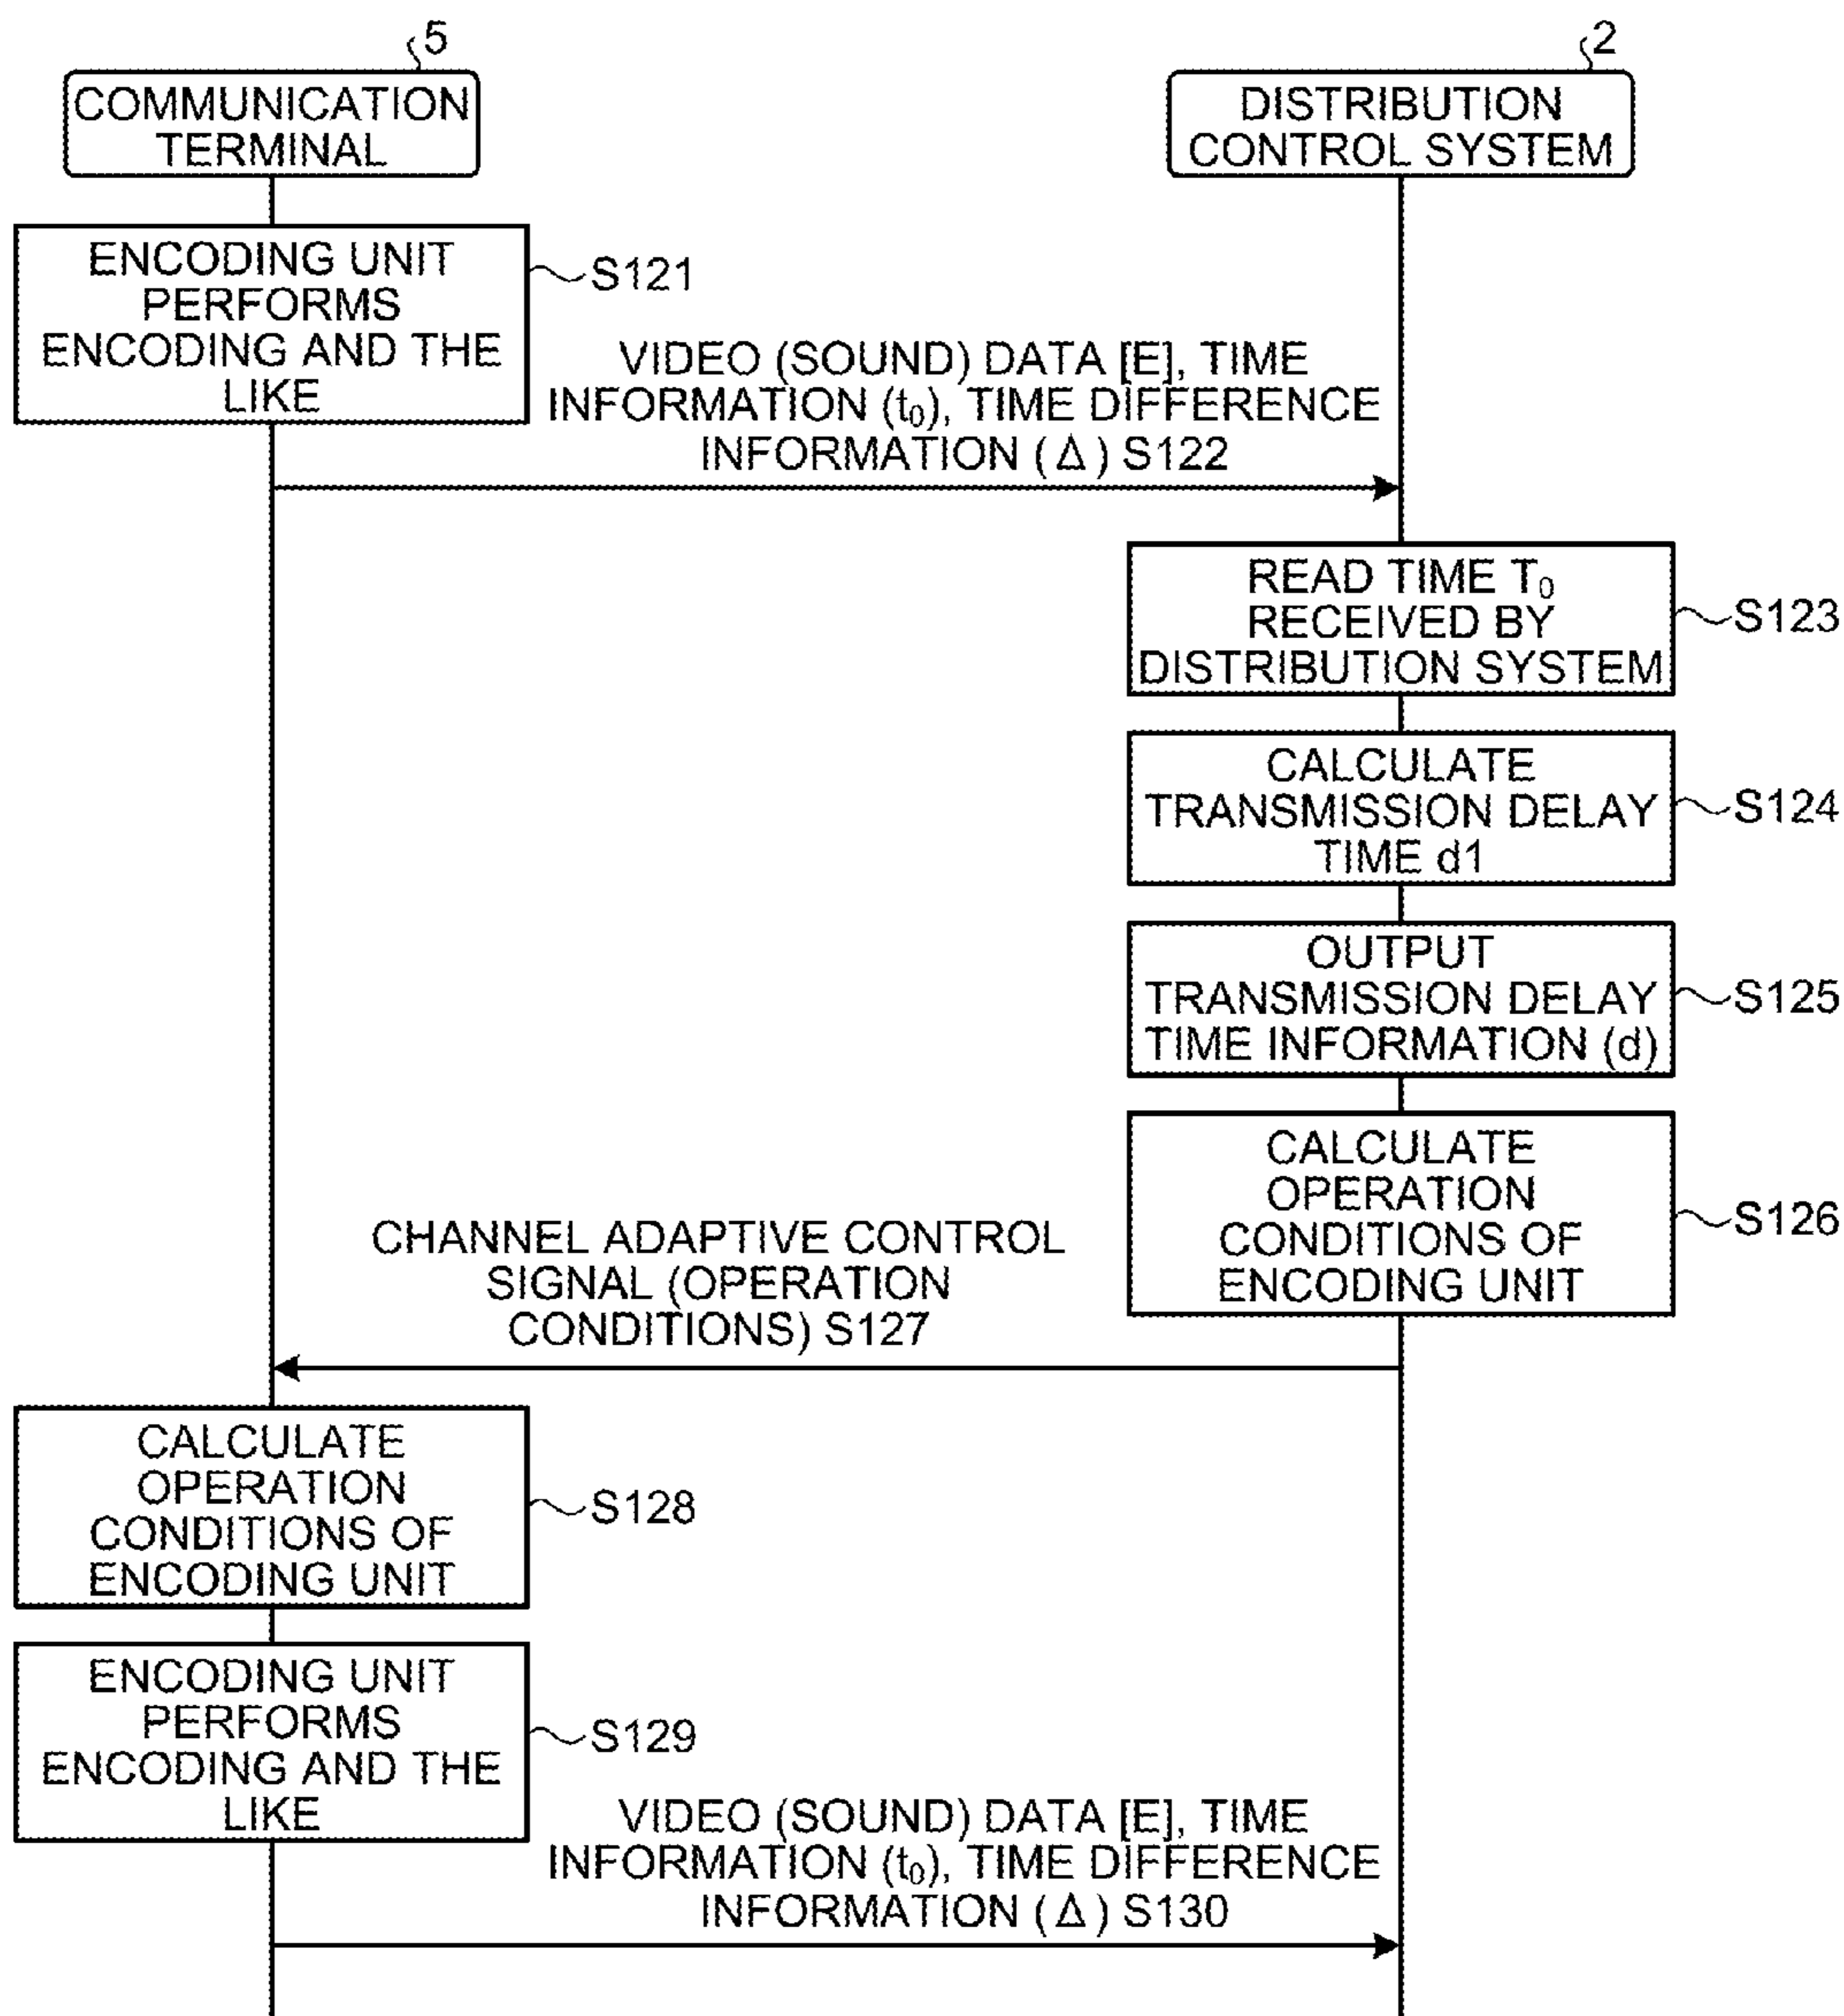 5
COMMUNICATION
TERMINAL
2
DISTRIBUTION
CONTROL SYSTEM
ENCODING UNIT
PERFORMS
ENCODING AND THE
LIKE
S121
VIDEO (SOUND) DATA [E], TIME
INFORMATION (t₀), TIME DIFFERENCE
INFORMATION (Δ) S122
READ TIME T₀
RECEIVED BY
DISTRIBUTION SYSTEM
S123
CALCULATE
TRANSMISSION DELAY
TIME d1
S124
OUTPUT
TRANSMISSION DELAY
TIME INFORMATION (d)
S125
CALCULATE
OPERATION
CONDITIONS OF
ENCODING UNIT
S126
CHANNEL ADAPTIVE CONTROL
SIGNAL (OPERATION
CONDITIONS) S127
CALCULATE
OPERATION
CONDITIONS OF
ENCODING UNIT
S128
ENCODING UNIT
PERFORMS
ENCODING AND THE
LIKE
S129
VIDEO (SOUND) DATA [E], TIME
INFORMATION (t₀), TIME DIFFERENCE
INFORMATION (Δ) S130